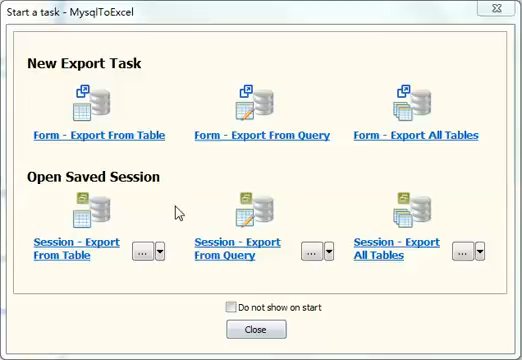 Start a task - MysqlToExcel
New Export Task
Form - Export From Table
Form - Export From Query
Form - Export All Tables
Open Saved Session
Session - Export
From Table
...
Session - Export
From Query
...
Session - Export
All Tables
...
Do not show on start
Close